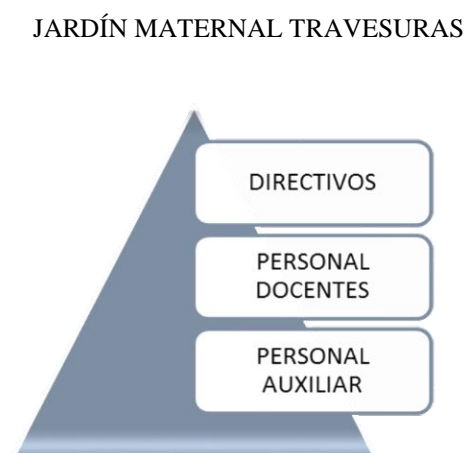 JARDÍN MATERNAL TRAVESURAS
DIRECTIVOS
PERSONAL
DOCENTES
PERSONAL
AUXILIAR